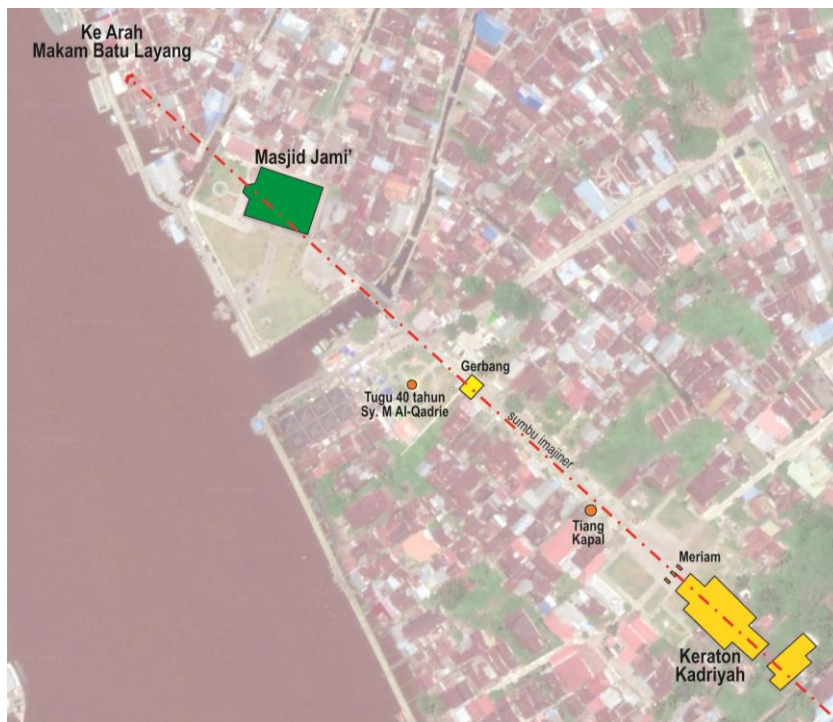 Ke Arah
Makam Batu Layang
Masjid Jami'
Gerbang
Tugu 40 tahun
Sy. M Al-Qadrie
sumbu imajiner
Tiang
Kapal
Meriam
Keraton
Kadriyah